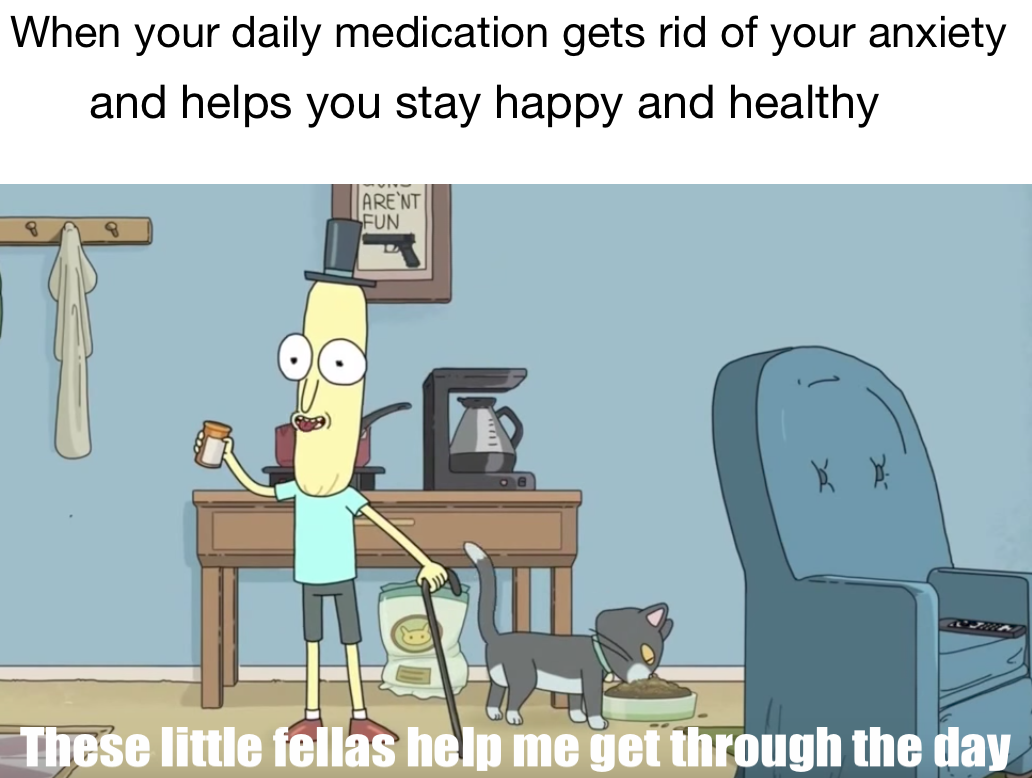 When your daily medication gets rid of your anxiety
and helps you stay happy and healthy
ARE'NT
FUN
These little fellas help me get through the day